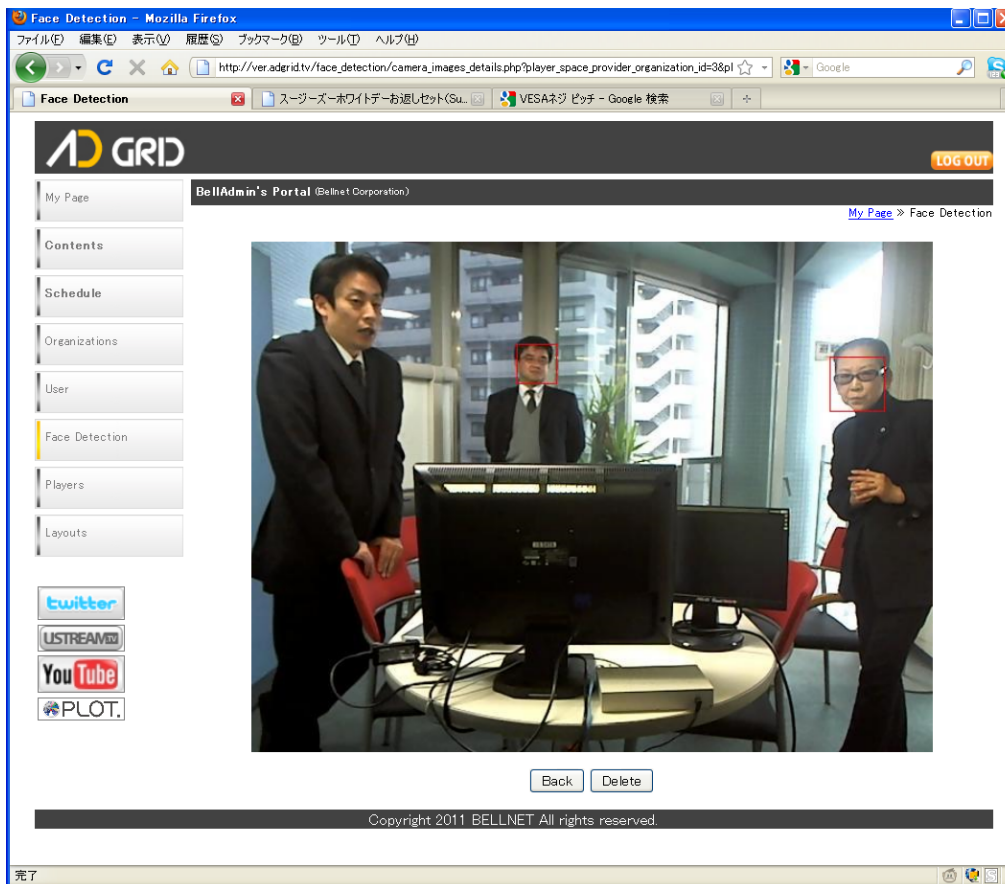 Face Detection - Mozilla Firefox
ファイル(F) 編集(E) 表示(V) 履歴(S) ブックマーク(B) ツール(T) ヘルプ(H)
http://ver.adgrid.tv/face_detection/camera_images_details.php?player_space_provider_organization_id=3&pl
Google
Face Detection
スージーズーホワイトデーお返しセット(Su...
VESAネジ ピッチ - Google 検索
AD GRID
LOG OUT
My Page
BellAdmin's Portal (Bellnet Corporation)
My Page » Face Detection
Contents
Schedule
Organizations
User
Face Detection
Players
Layouts
twitter
USTREAM
You Tube
PLOT.
Back Delete
Copyright 2011 BELLNET All rights reserved.
完了